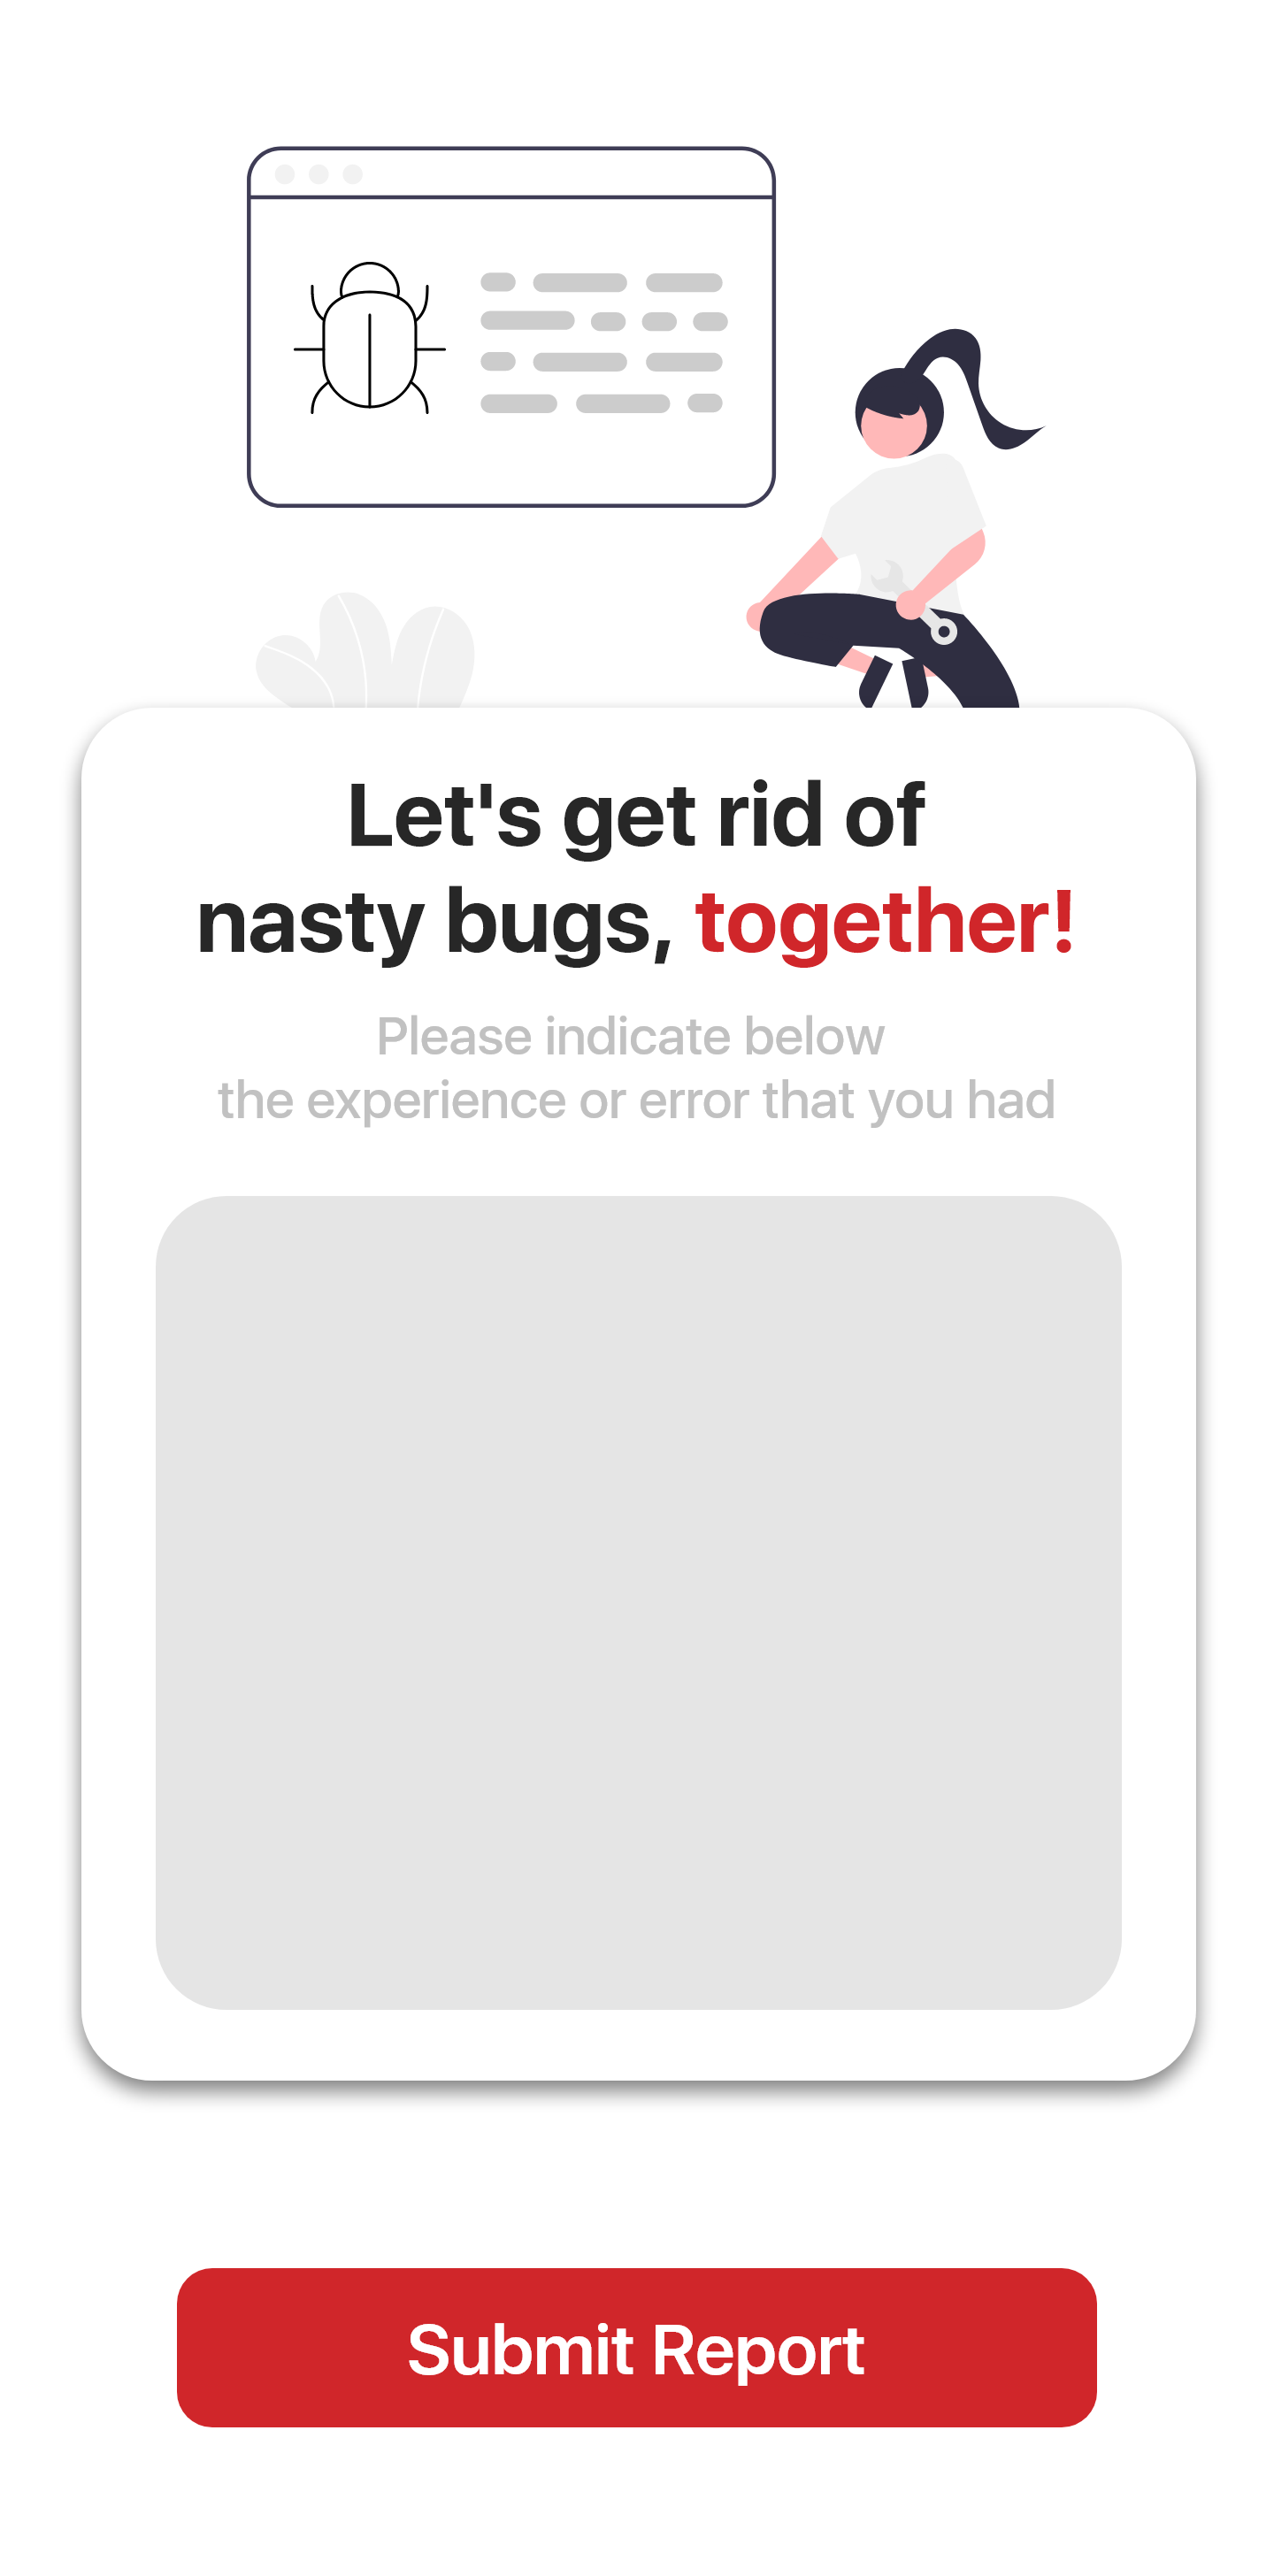 Let's get rid of
nasty bugs, together!
Please indicate below
the experience or error that you had
Submit Report